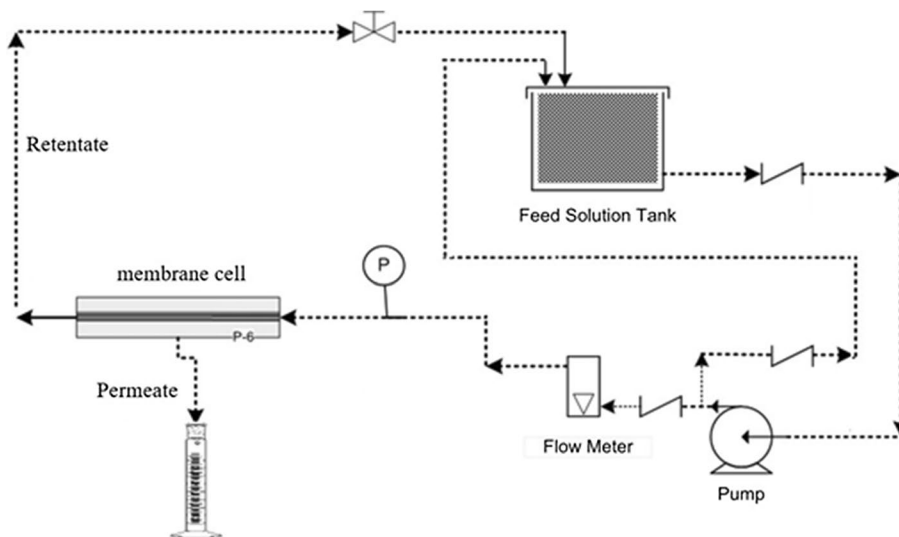 Retentate
Feed Solution Tank
membrane cell
P
P-6
Permeate
Flow Meter
Pump